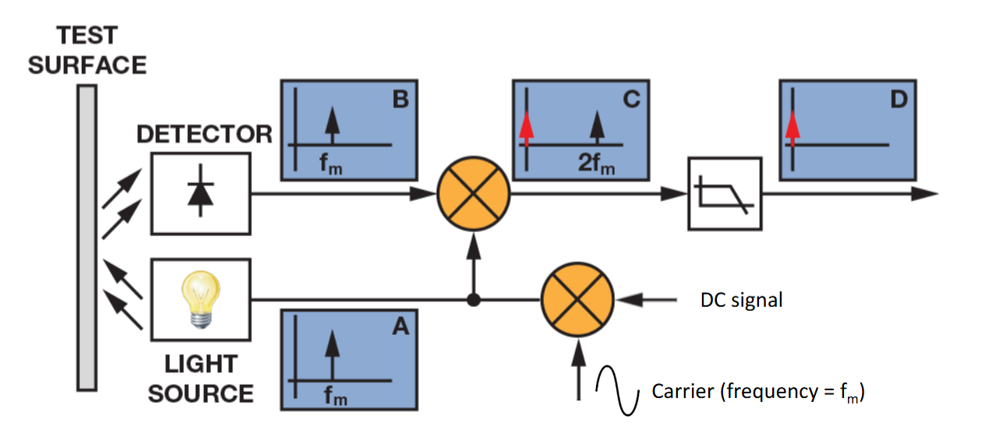 TEST
SURFACE
DETECTOR
B
fm
C
2fm
D
LIGHT
SOURCE
A
fm
DC signal
Carrier (frequency = fm)